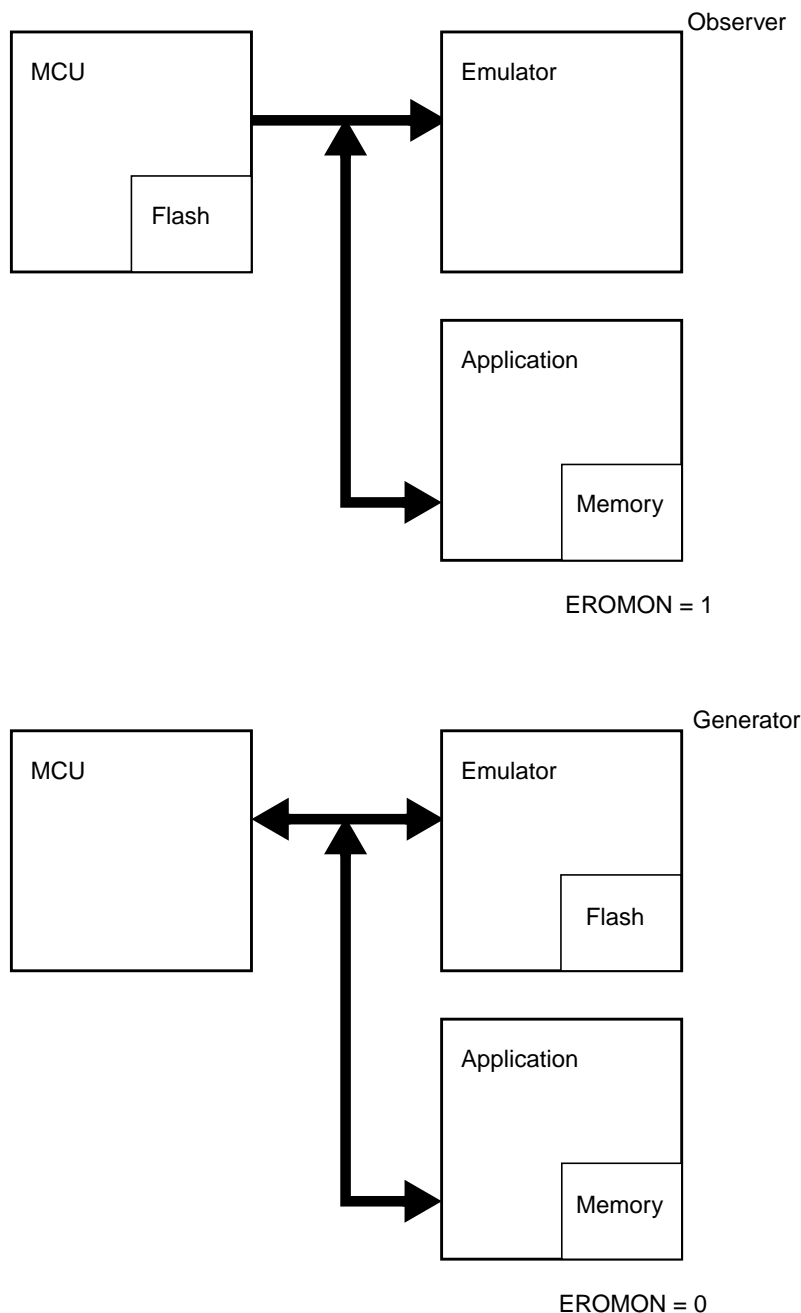 Observer
MCU
Emulator
Flash
Application
Memory
EROMON = 1
Generator
MCU
Emulator
Flash
Application
Memory
EROMON = 0